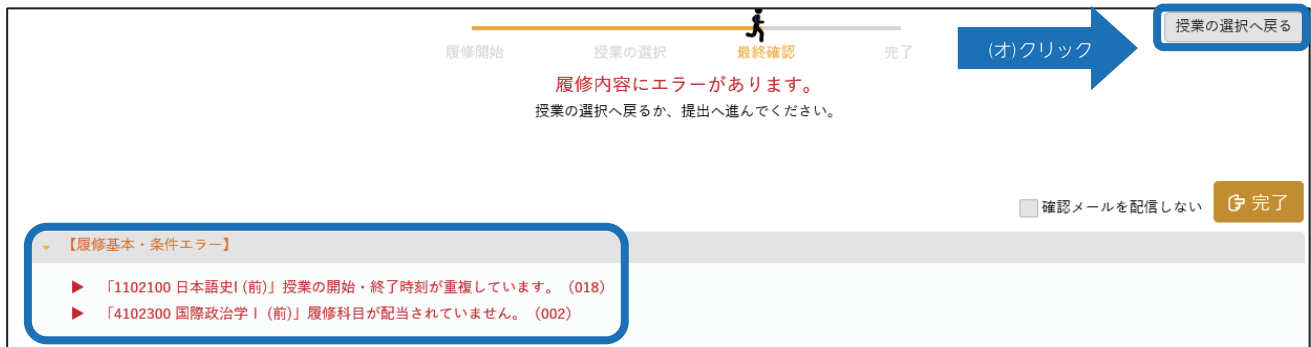 授業の選択へ戻る
(オ)クリック
履修開始 授業の選択 最終確認 完了
履修内容にエラーがあります。
授業の選択へ戻るか、提出へ進んでください。
確認メールを配信しない 完了
【履修基本・条件エラー】
▶ 「1102100 日本語史I (前)」授業の開始・終了時刻が重複しています。（018）
▶ 「4102300 国際政治学Ⅰ (前)」履修科目が配当されていません。（002）